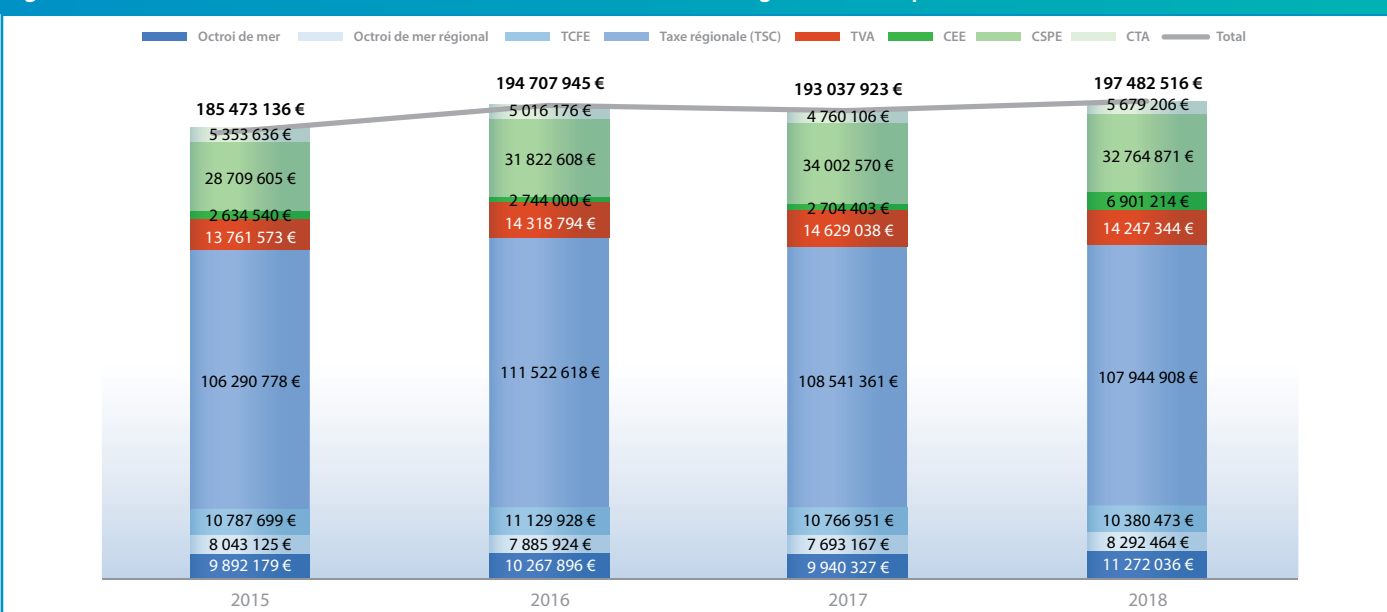 Octroi de mer Octroi de mer régional TCFE Taxe régionale (TSC) TVA CEE CSPE CTA Total
185 473 136 € 194 707 945 € 193 037 923 € 197 482 516 €
5 353 636 € 5 016 176 € 4 760 106 € 5 679 206 €
28 709 605 € 31 822 608 € 34 002 570 € 32 764 871 €
2 634 540 € 2 744 000 € 2 704 403 € 6 901 214 €
13 761 573 € 14 318 794 € 14 629 038 € 14 247 344 €
106 290 778 € 111 522 618 € 108 541 361 € 107 944 908 €
10 787 699 € 11 129 928 € 10 766 951 € 10 380 473 €
8 043 125 € 7 885 924 € 7 693 167 € 8 292 464 €
9 892 179 € 10 267 896 € 9 940 327 € 11 272 036 €
2015 2016 2017 2018